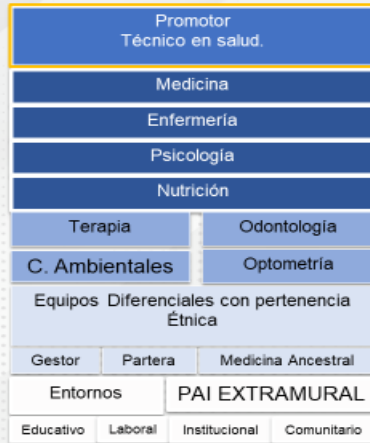 Promotor
Técnico en salud.
Medicina
Enfermería
Psicología
Nutrición
Terapia
Odontología
C. Ambientales
Optometría
Equipos Diferenciales con pertenencia
Étnica
Gestor
Partera
Medicina Ancestral
Entornos
PAI EXTRAMURAL
Educativo
Laboral
Institucional
Comunitario